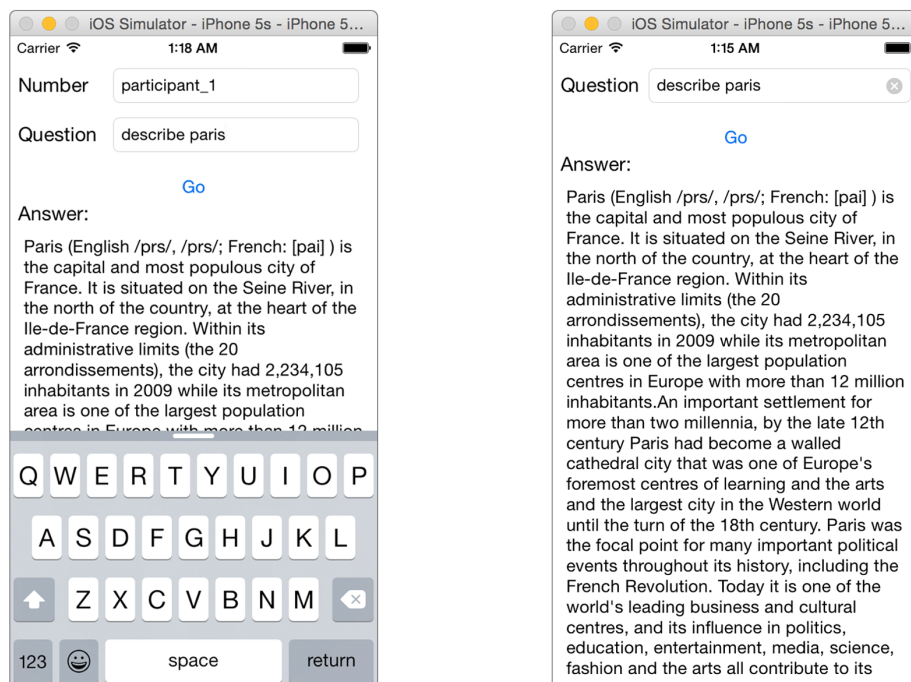 iOS Simulator - iPhone 5s - iPhone 5...
Carrier 1:18 AM
Number participant_1
Question describe paris
Go
Answer:
Paris (English /prs/, /prs/; French: [pai] ) is
the capital and most populous city of
France. It is situated on the Seine River, in
the north of the country, at the heart of the
Ile-de-France region. Within its
administrative limits (the 20
arrondissements), the city had 2,234,105
inhabitants in 2009 while its metropolitan
area is one of the largest population
centres in Europe with more than 12 million
Q W E R T Y U I O P
A S D F G H J K L
Z X C V B N M
123 space return
iOS Simulator - iPhone 5s - iPhone 5...
Carrier 1:15 AM
Question describe paris
Go
Answer:
Paris (English /prs/, /prs/; French: [pai] ) is
the capital and most populous city of
France. It is situated on the Seine River, in
the north of the country, at the heart of the
Ile-de-France region. Within its
administrative limits (the 20
arrondissements), the city had 2,234,105
inhabitants in 2009 while its metropolitan
area is one of the largest population
centres in Europe with more than 12 million
inhabitants.An important settlement for
more than two millennia, by the late 12th
century Paris had become a walled
cathedral city that was one of Europe's
foremost centres of learning and the arts
and the largest city in the Western world
until the turn of the 18th century. Paris was
the focal point for many important political
events throughout its history, including the
French Revolution. Today it is one of the
world's leading business and cultural
centres, and its influence in politics,
education, entertainment, media, science,
fashion and the arts all contribute to its